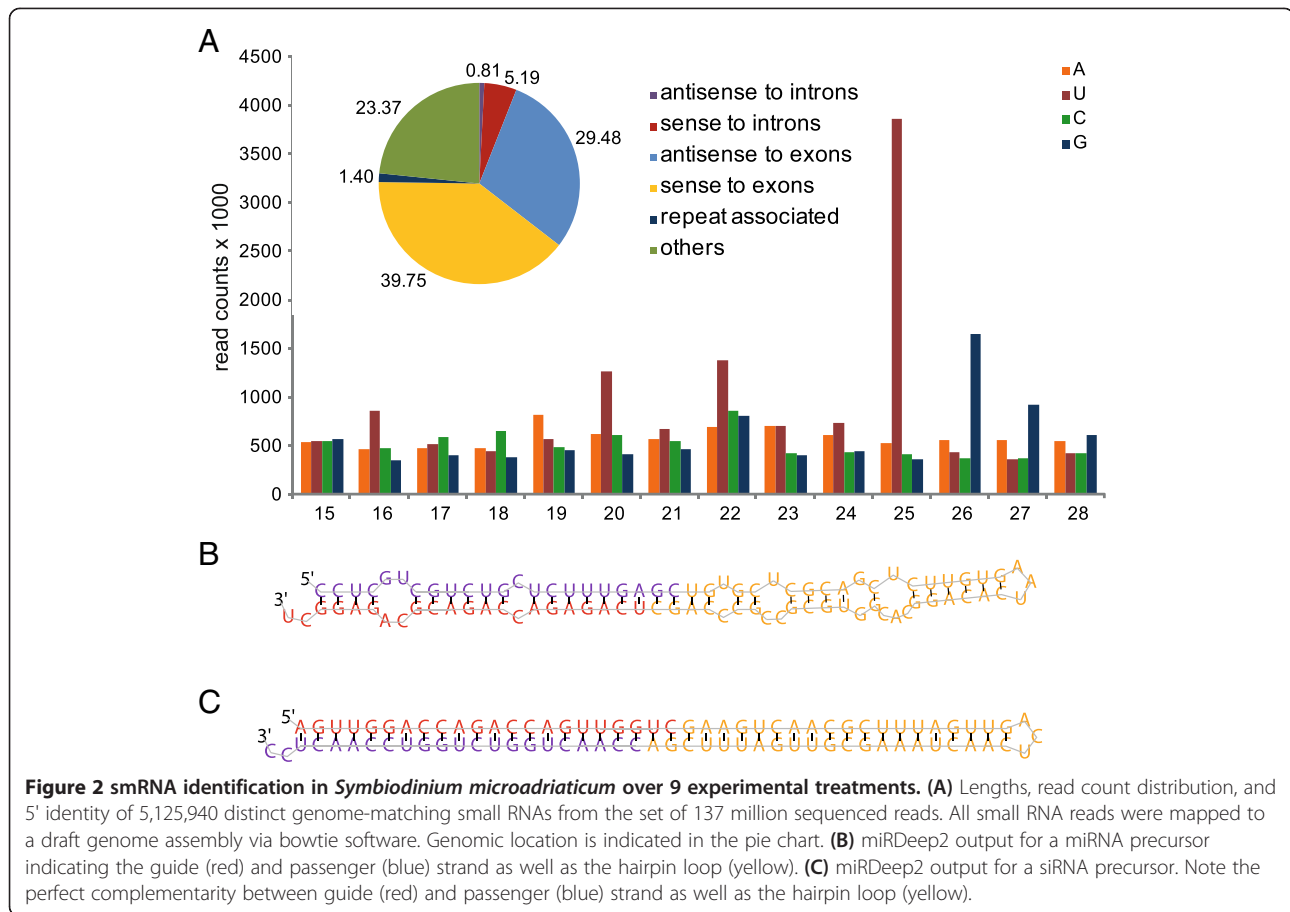 A
4500
4000
3500
3000
2500
2000
1500
1000
500
0
read counts x 1000
0.81
5.19
29.48
39.75
1.40
23.37
antisense to introns
sense to introns
antisense to exons
sense to exons
repeat associated
others
A
U
C
G
15 16 17 18 19 20 21 22 23 24 25 26 27 28
B
5'
3'
C
5'
AGUUGGACCAGACCAGUUGGUCGAAGUCAACGCUUUAGUUGA
3'
Figure 2 smRNA identification in Symbiodinium microadriaticum over 9 experimental treatments. (A) Lengths, read count distribution, and
5' identity of 5,125,940 distinct genome-matching small RNAs from the set of 137 million sequenced reads. All small RNA reads were mapped to
a draft genome assembly via bowtie software. Genomic location is indicated in the pie chart. (B) miRDeep2 output for a miRNA precursor
indicating the guide (red) and passenger (blue) strand as well as the hairpin loop (yellow). (C) miRDeep2 output for a siRNA precursor. Note the
perfect complementarity between guide (red) and passenger (blue) strand as well as the hairpin loop (yellow).